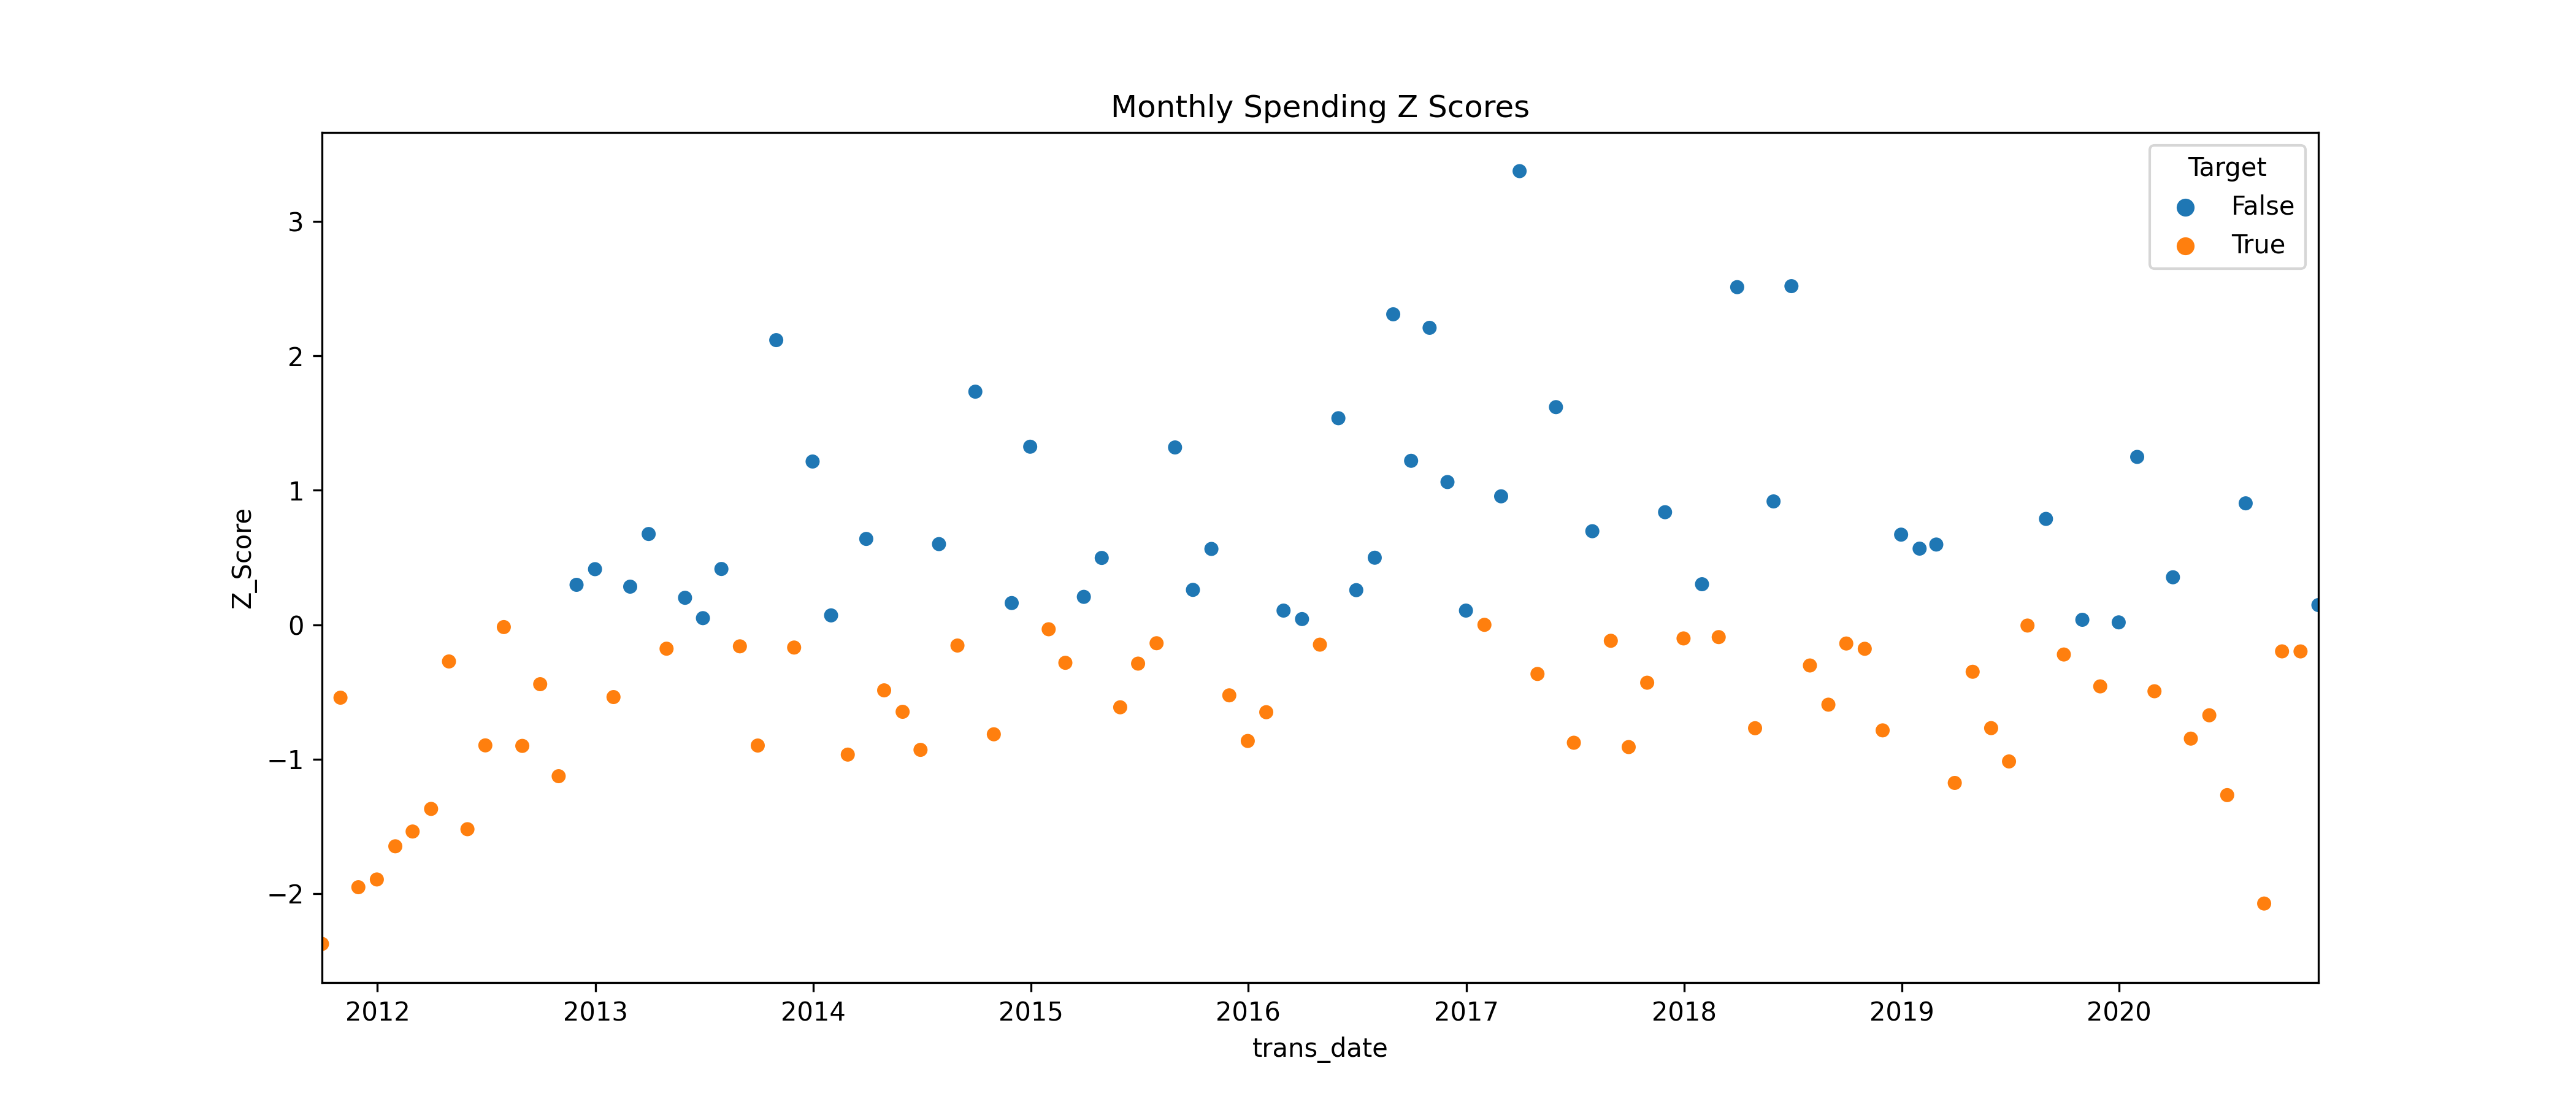 Monthly Spending Z Scores
Target
False
True
3
2
1
0
−1
−2
Z_Score
2012 2013 2014 2015 2016 2017 2018 2019 2020
trans_date